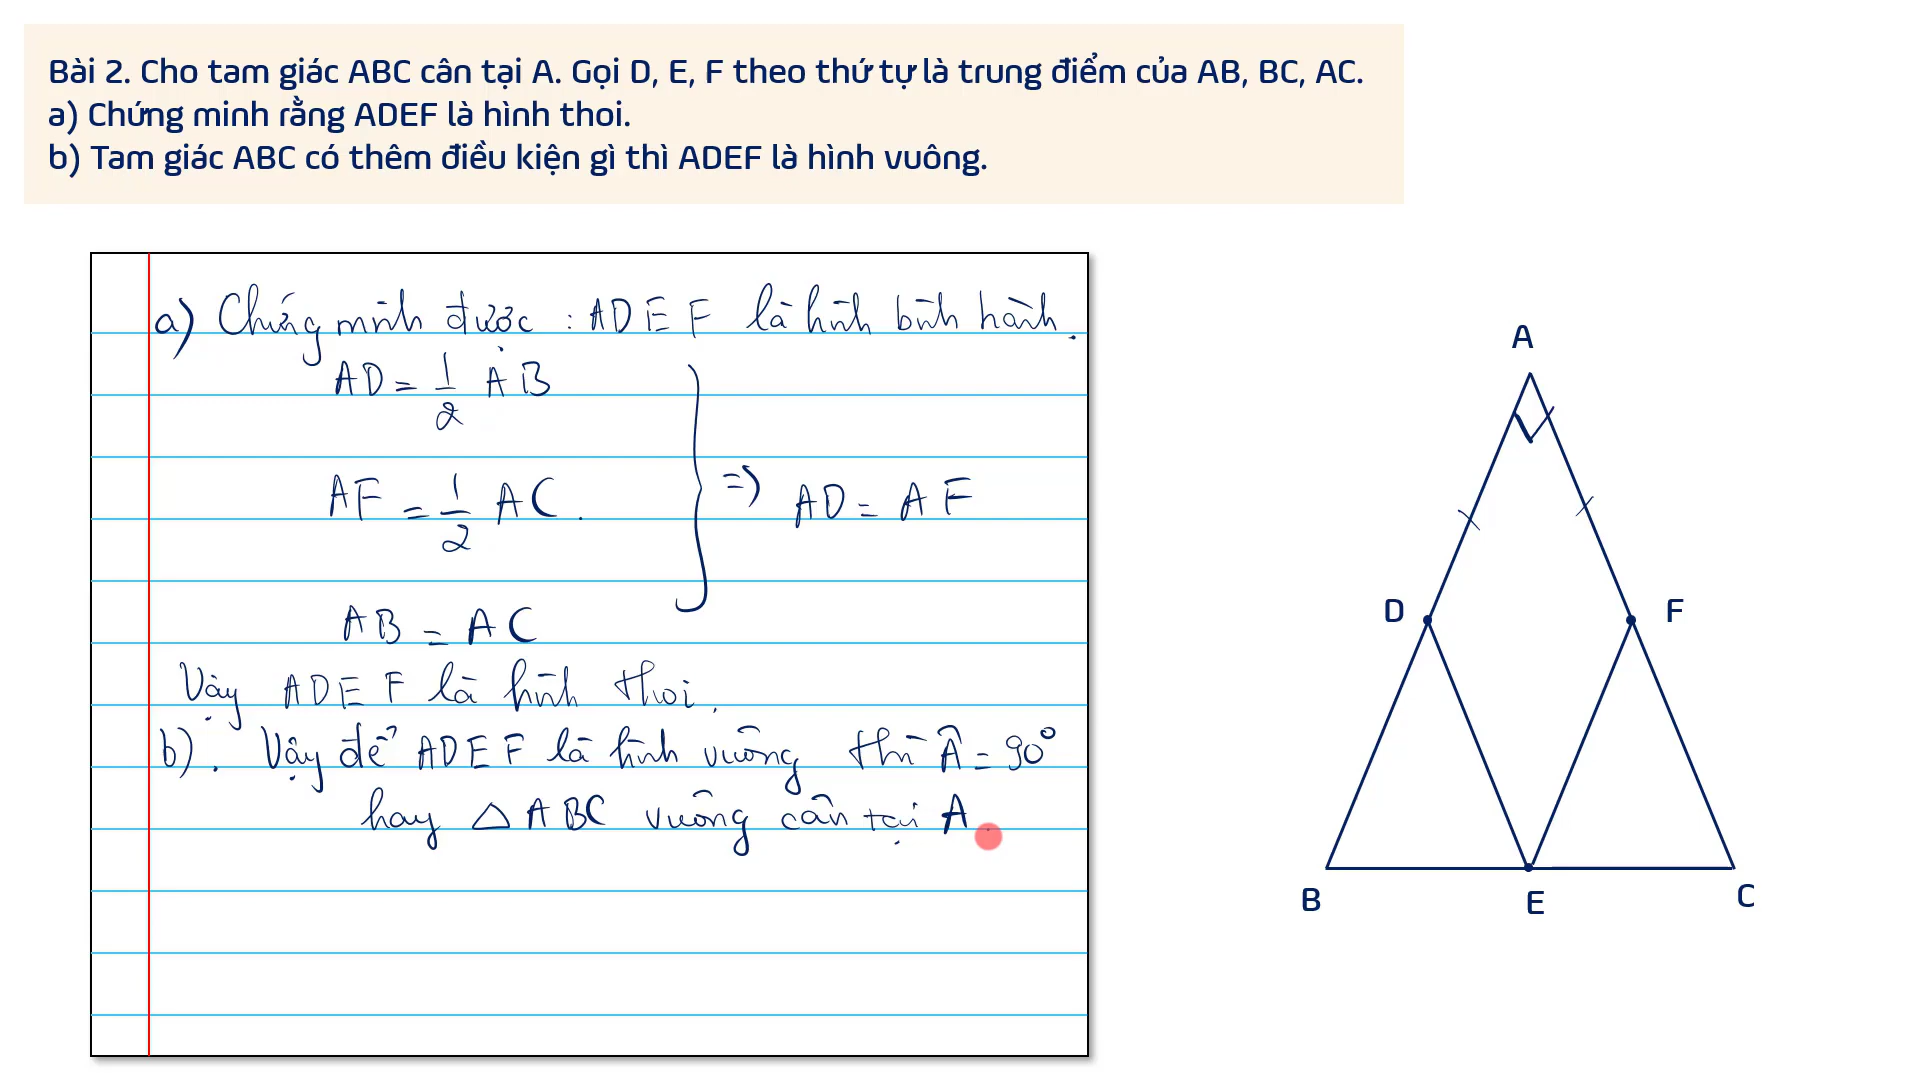 Bài 2. Cho tam giác ABC cân tại A. Gọi D, E, F theo thứ tự là trung điểm của AB, BC, AC.
a) Chứng minh rằng ADEF là hình thoi.
b) Tam giác ABC có thêm điều kiện gì thì ADEF là hình vuông.
a) Chứng minh được : ADEF là hình bình hành.
AD = 1/2 AB
AF = 1/2 AC.
=> AD = AF
AB = AC
Vậy ADEF là hình thoi.
b). Vậy để ADEF là hình vuông thì Â = 90°
hay △ABC vuông cân tại A.
A
D
F
B
E
C